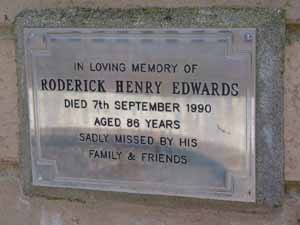 IN LOVING MEMORY OF
RODERICK HENRY EDWARDS
DIED 7th SEPTEMBER 1990
AGED 86 YEARS
SADLY MISSED BY HIS
FAMILY & FRIENDS